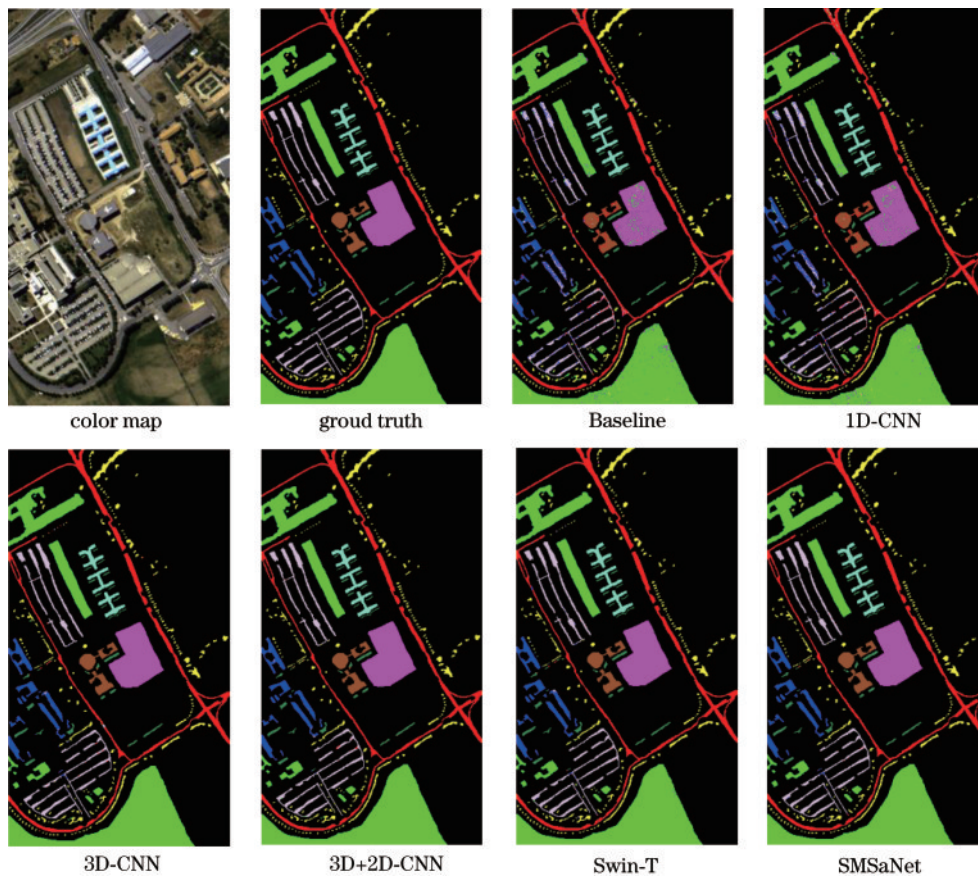 color map
groud truth
Baseline
1D-CNN
3D-CNN
3D+2D-CNN
Swin-T
SMSaNet